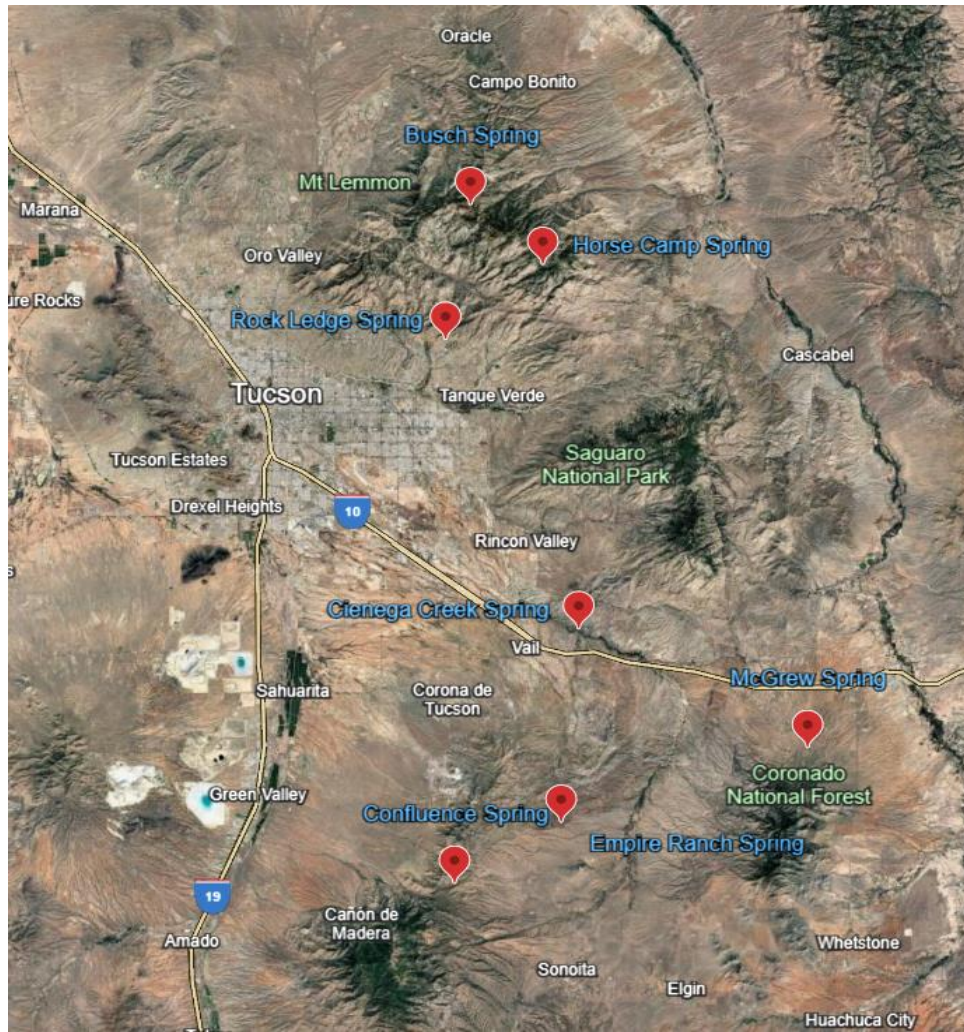 Oracle
Campo Bonito
Busch Spring
Mt Lemmon
Marana
Oro Valley
Horse Camp Spring
ure Rocks
Rock Ledge Spring
Cascabel
Tucson
Tanque Verde
Tucson Estates
Saguaro
National Park
Drexel Heights
10
Rincon Valley
s
Cienega Creek Spring
Vail
McGrew Spring
Sahuarita
Corona de
Tucson
Coronado
National Forest
Green Valley
Confluence Spring
Empire Ranch Spring
19
Cañón de
Madera
Amado
Whetstone
Sonoita
Elgin
Huachuca City